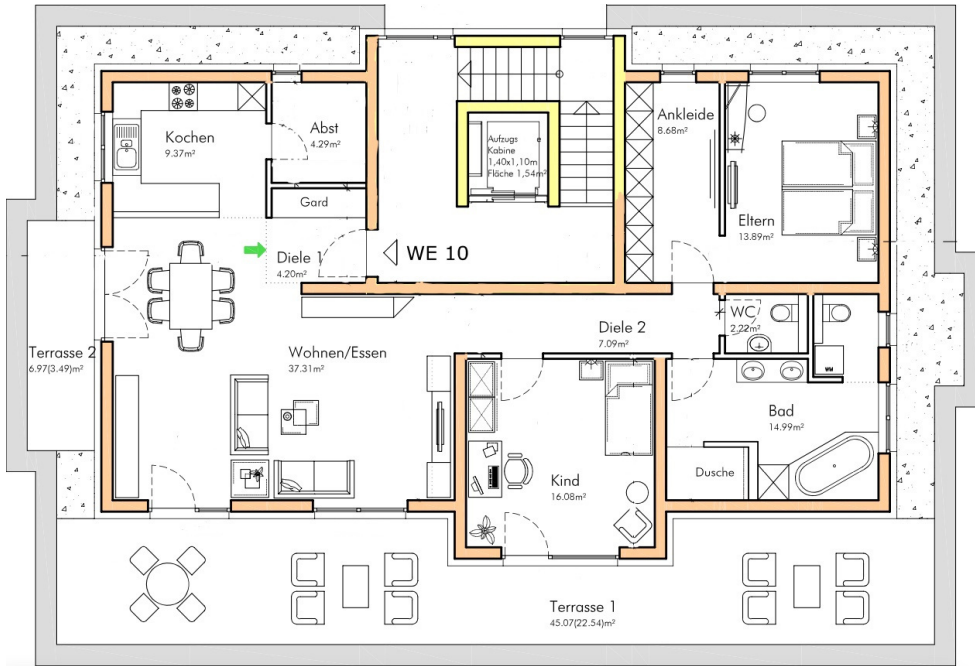 Kochen
9.37m²
Abst
4.29m²
Gard
Diele 1
4.20m²
WE 10
Aufzugs
Kabine
1,40x1,10m
Fläche 1,54m²
Ankleide
8.68m²
Eltern
13.89m²
WC
2.22m²
Diele 2
7.09m²
Wohnen/Essen
37.31m²
Terrasse 2
6.97(3.49)m²
WM
Bad
14.99m²
Dusche
Kind
16.08m²
Terrasse 1
45.07(22.54)m²